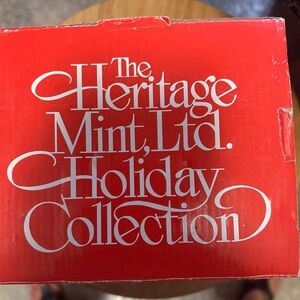 The
Heritage
Mint, Ltd.
Holiday
Collection